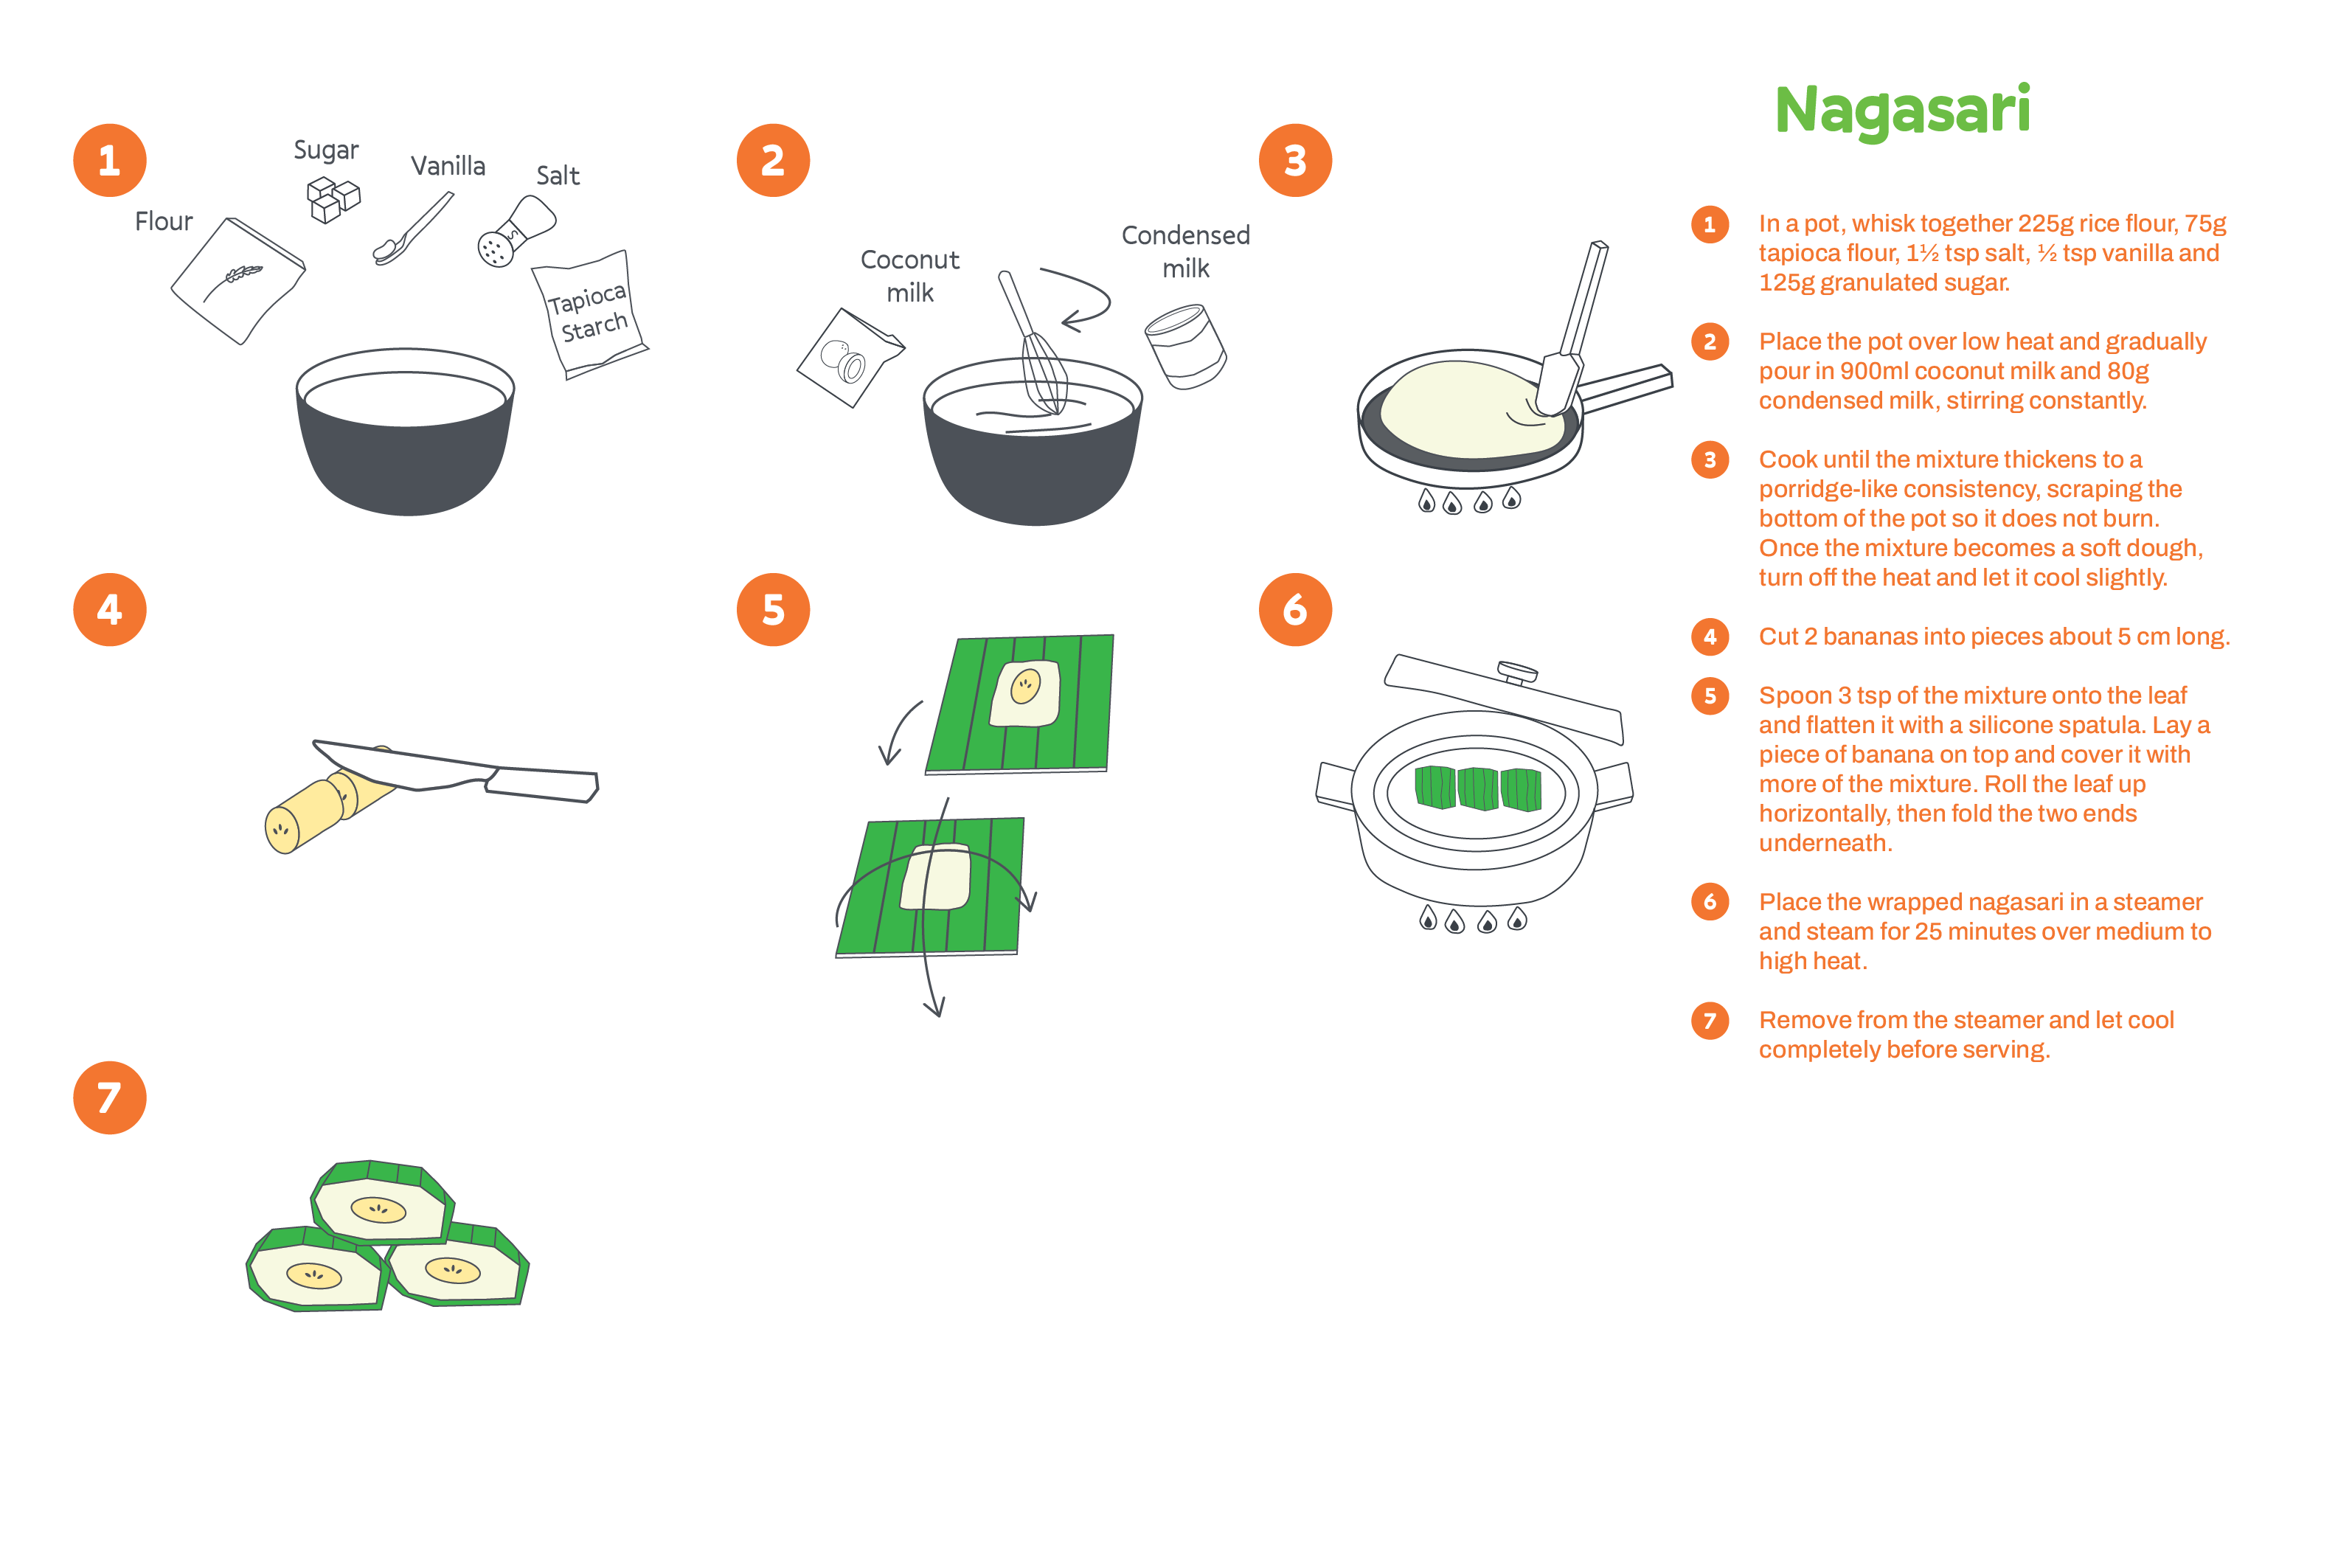 1
Flour
Sugar
Vanilla
Salt
S
Tapioca
Starch
2
Coconut
milk
Condensed
milk
3
4
5
6
7
Nagasari
1 In a pot, whisk together 225g rice flour, 75g
tapioca flour, 1½ tsp salt, ½ tsp vanilla and
125g granulated sugar.
2 Place the pot over low heat and gradually
pour in 900ml coconut milk and 80g
condensed milk, stirring constantly.
3 Cook until the mixture thickens to a
porridge-like consistency, scraping the
bottom of the pot so it does not burn.
Once the mixture becomes a soft dough,
turn off the heat and let it cool slightly.
4 Cut 2 bananas into pieces about 5 cm long.
5 Spoon 3 tsp of the mixture onto the leaf
and flatten it with a silicone spatula. Lay a
piece of banana on top and cover it with
more of the mixture. Roll the leaf up
horizontally, then fold the two ends
underneath.
6 Place the wrapped nagasari in a steamer
and steam for 25 minutes over medium to
high heat.
7 Remove from the steamer and let cool
completely before serving.